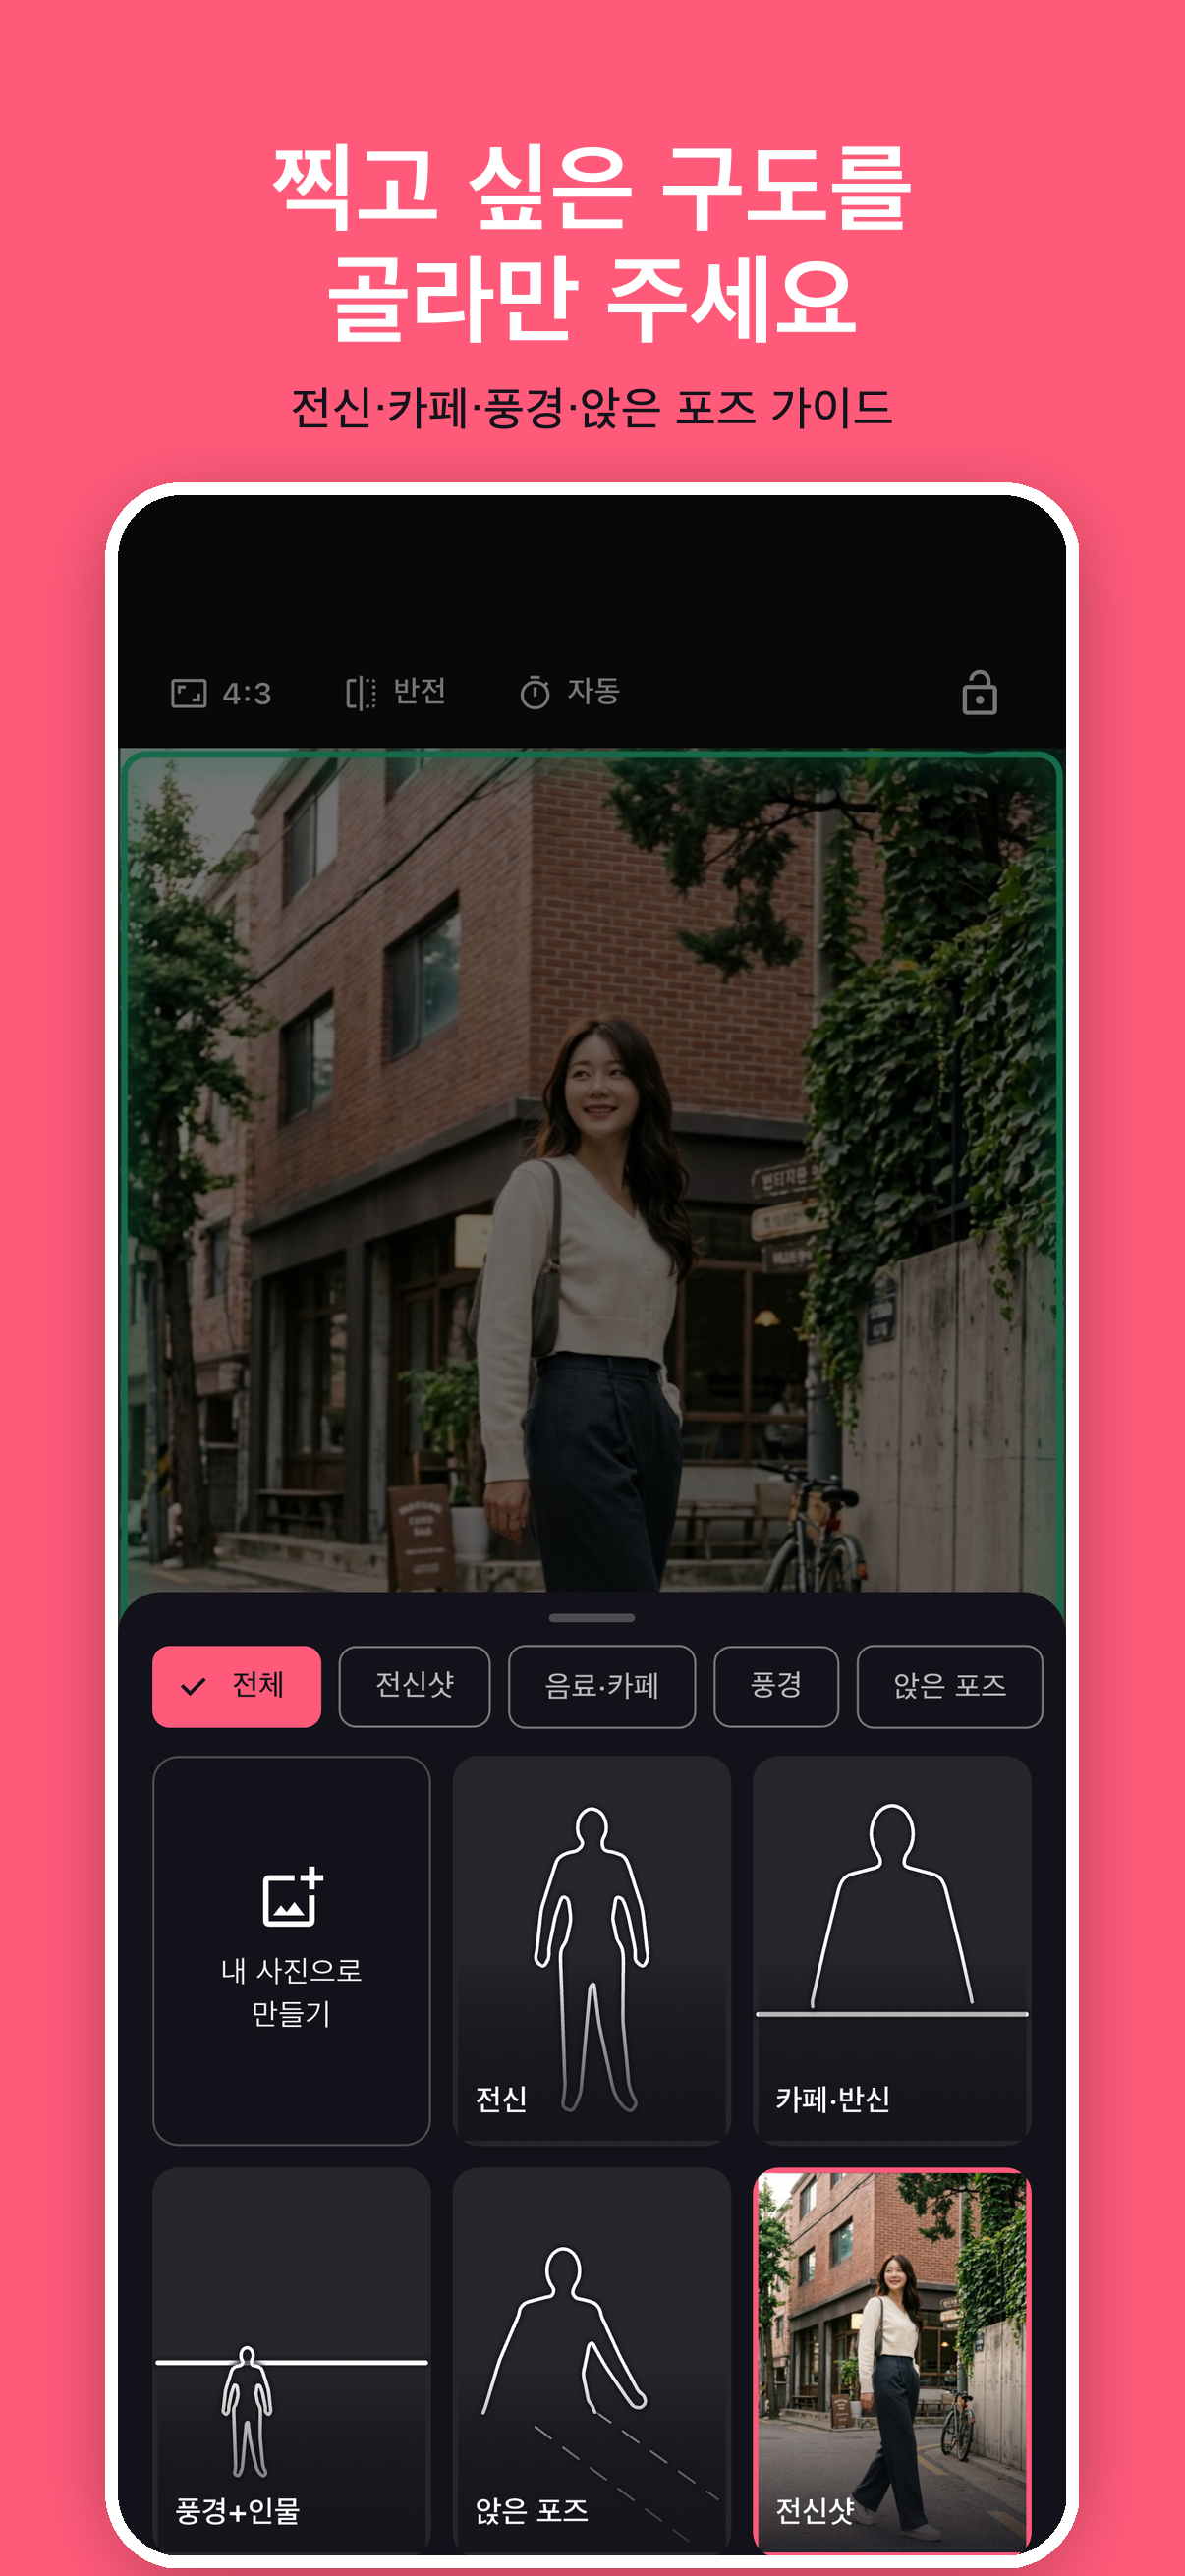 찍고 싶은 구도를
골라만 주세요
전신·카페·풍경·앉은 포즈 가이드
4:3 반전 자동
전체 전신샷 음료·카페 풍경 앉은 포즈
내 사진으로
만들기
전신
카페·반신
풍경+인물
앉은 포즈
전신샷